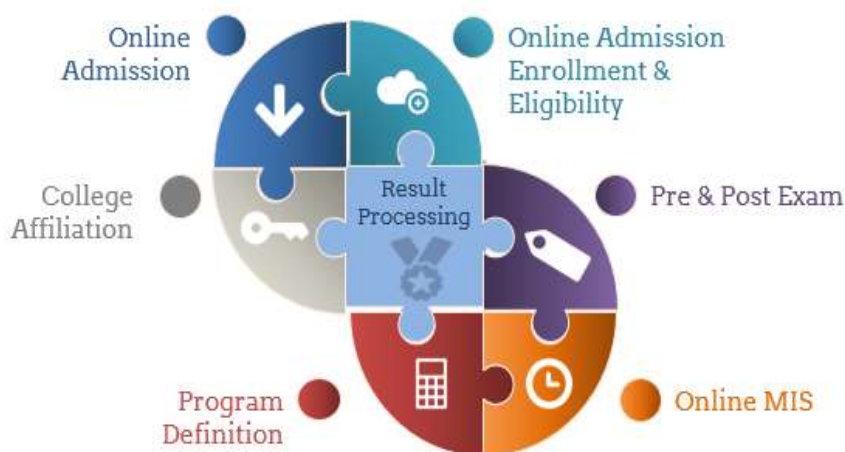 Online
Admission
Online Admission
Enrollment &
Eligibility
College
Affiliation
Result
Processing
Pre & Post Exam
Program
Definition
Online MIS